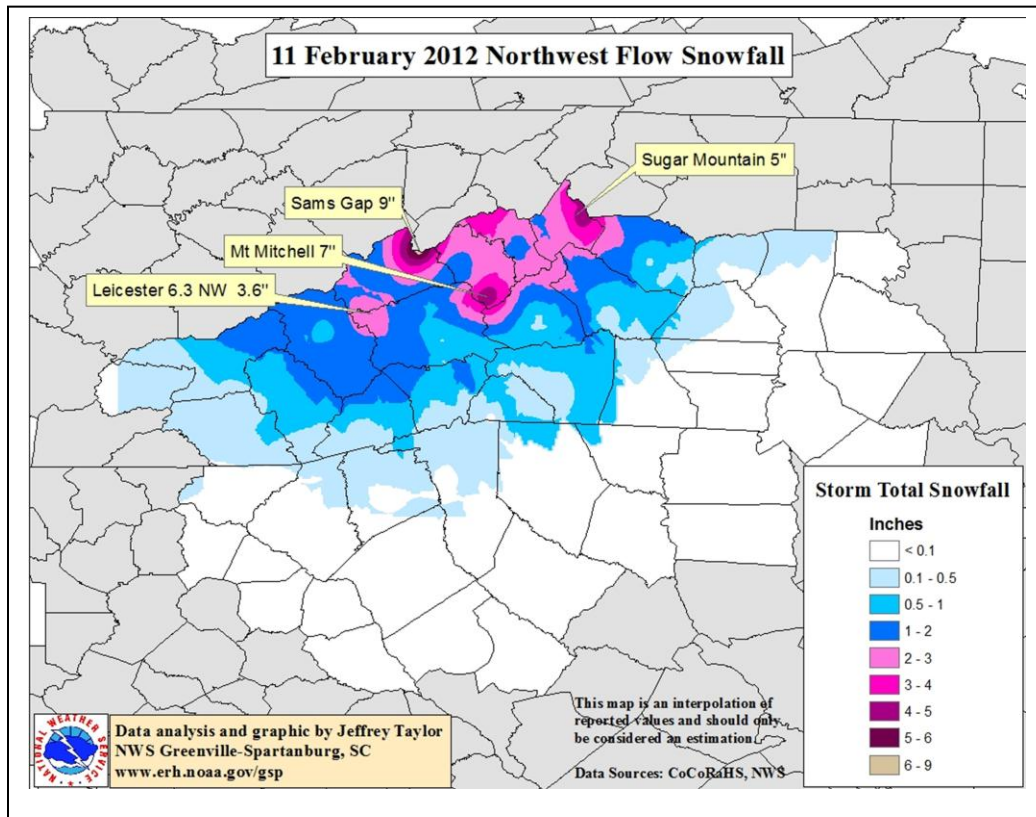 11 February 2012 Northwest Flow Snowfall
Sugar Mountain 5"
Sams Gap 9"
Mt Mitchell 7"
Leicester 6.3 NW 3.6"
Storm Total Snowfall
Inches
< 0.1
0.1 - 0.5
0.5 - 1
1 - 2
2 - 3
3 - 4
4 - 5
5 - 6
6 - 9
This map is an interpolation of
reported values and should only
be considered an estimation.
Data Sources: CoCoRaHS, NWS
NATIONAL WEATHER SERVICE
Data analysis and graphic by Jeffrey Taylor
NWS Greenville-Spartanburg, SC
www.erh.noaa.gov/gsp